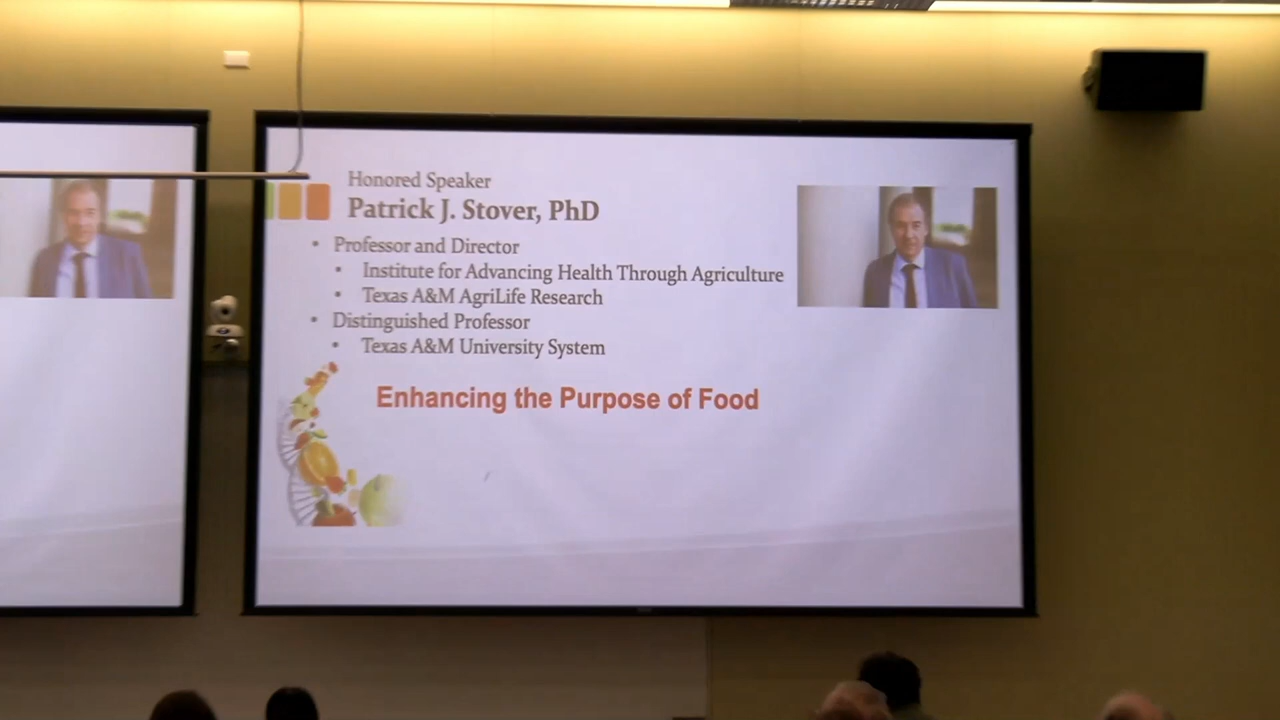 Honored Speaker
Patrick J. Stover, PhD
• Professor and Director
• Institute for Advancing Health Through Agriculture
• Texas A&M AgriLife Research
• Distinguished Professor
• Texas A&M University System
Enhancing the Purpose of Food